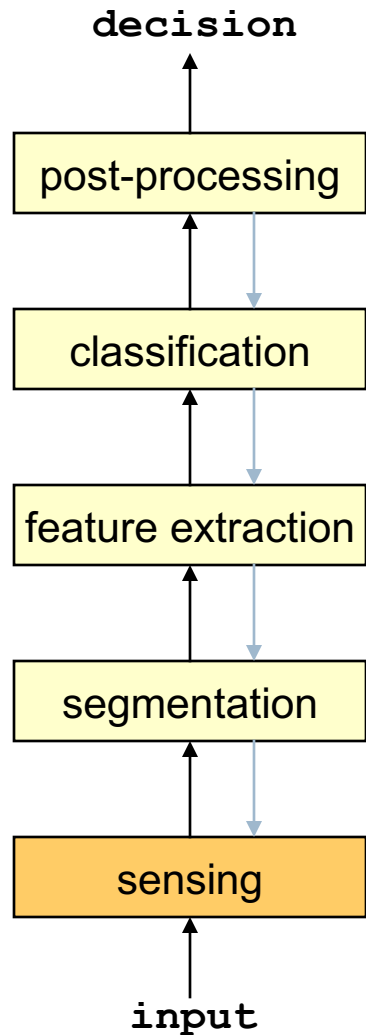 decision
post-processing
classification
feature extraction
segmentation
sensing
input